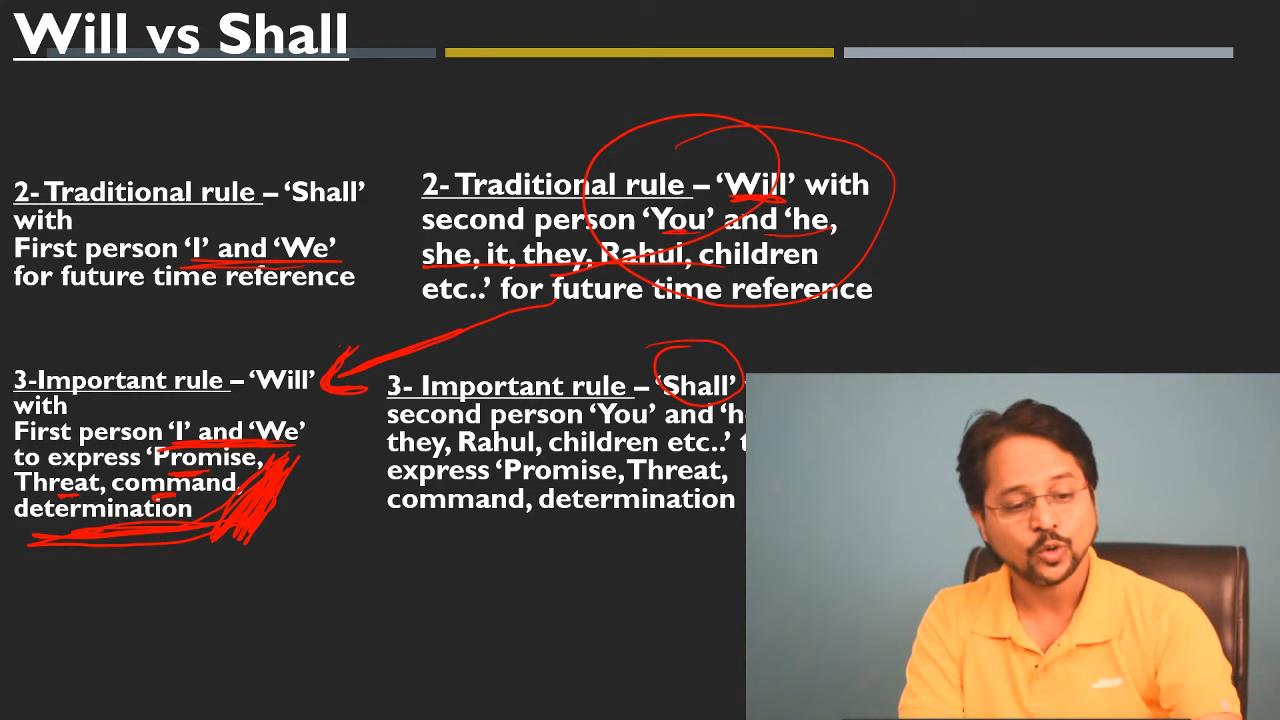 Will vs Shall
2- Traditional rule – ‘Shall’
with
First person ‘I’ and ‘We’
for future time reference
2- Traditional rule – ‘Will’ with
second person ‘You’ and ‘he,
she, it, they, Rahul, children
etc..’ for future time reference
3-Important rule – ‘Will’
with
First person ‘I’ and ‘We’
to express ‘Promise,
Threat, command,
determination
3- Important rule – ‘Shall’
second person ‘You’ and ‘h
they, Rahul, children etc..’
express ‘Promise, Threat,
command, determination